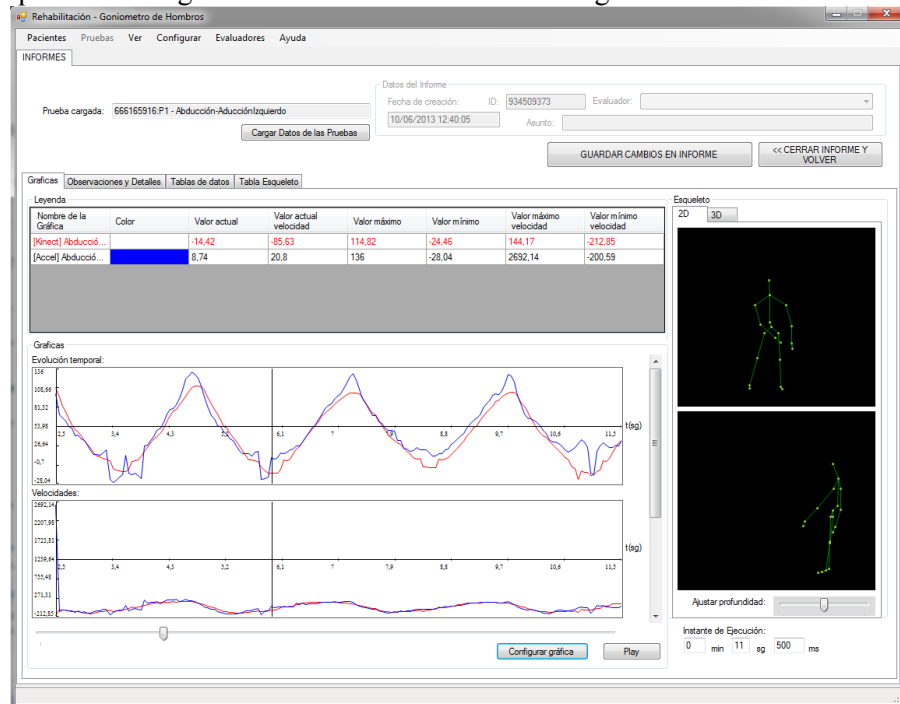 Rehabilitación - Goniometro de Hombros
Pacientes Pruebas Ver Configurar Evaluadores Ayuda
INFORMES
Datos del Informe
Prueba cargada: 666165916:P1 - Abducción-AducciónIzquierdo
Fecha de creación: ID: 934509373 Evaluador:
10/06/2013 12:40:05 Asunto:
Cargar Datos de las Pruebas
GUARDAR CAMBIOS EN INFORME
<< CERRAR INFORME Y VOLVER
Graficas Observaciones y Detalles Tablas de datos Tabla Esqueleto
Leyenda
Nombre de la Gráfica Color Valor actual Valor actual velocidad Valor máximo Valor mínimo Valor máximo velocidad Valor mínimo velocidad
[Kinect] Abducció... -14,42 -85,63 114,82 -24,46 144,17 -212,85
[Accel] Abducció... 8,74 20,8 136 -28,04 2692,14 -200,59
Esqueleto
2D 3D
Graficas
Evolución temporal:
136
108,66
81,32
53,98
26,64
-0,7
-28,04
2,5 3,4 4,3 5,2 6,1 7 7,9 8,8 9,7 10,6 11,5 t(sg)
Velocidades:
2692,14
2207,98
1723,81
1239,64
755,48
271,31
-212,85
2,5 3,4 4,3 5,2 6,1 7 7,9 8,8 9,7 10,6 11,5 t(sg)
Configurar gráfica Play
Ajustar profundidad:
Instante de Ejecución:
0 min 11 sg 500 ms